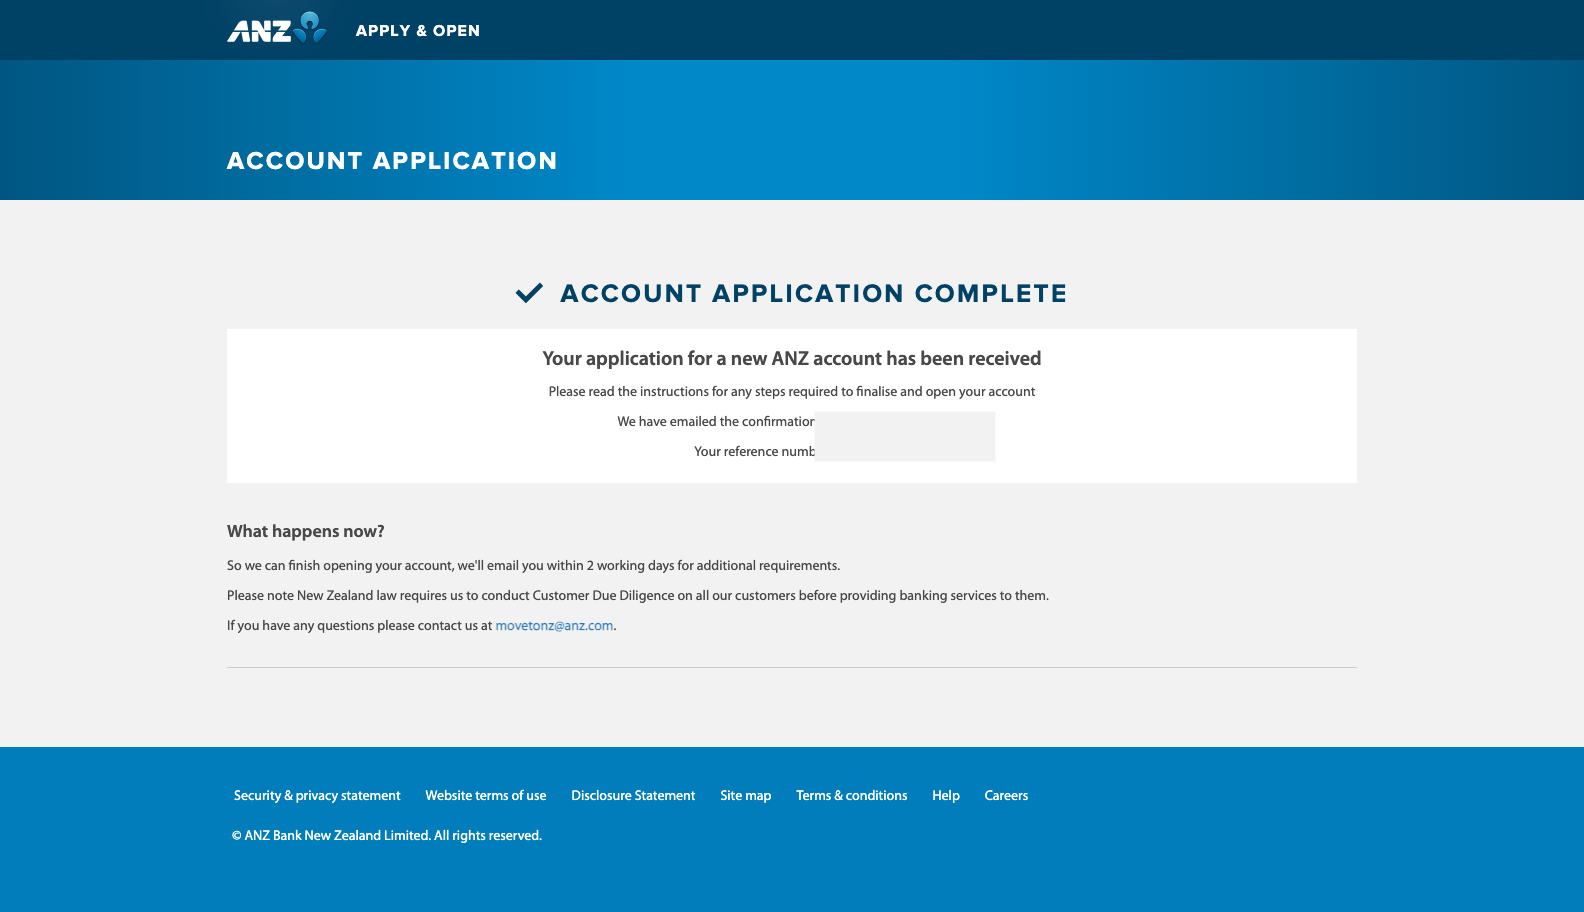 ANZ APPLY & OPEN
ACCOUNT APPLICATION
ACCOUNT APPLICATION COMPLETE
Your application for a new ANZ account has been received
Please read the instructions for any steps required to finalise and open your account
We have emailed the confirmation
Your reference numb
What happens now?
So we can finish opening your account, we'll email you within 2 working days for additional requirements.
Please note New Zealand law requires us to conduct Customer Due Diligence on all our customers before providing banking services to them.
If you have any questions please contact us at movetonz@anz.com.
Security & privacy statement Website terms of use Disclosure Statement Site map Terms & conditions Help Careers
© ANZ Bank New Zealand Limited. All rights reserved.